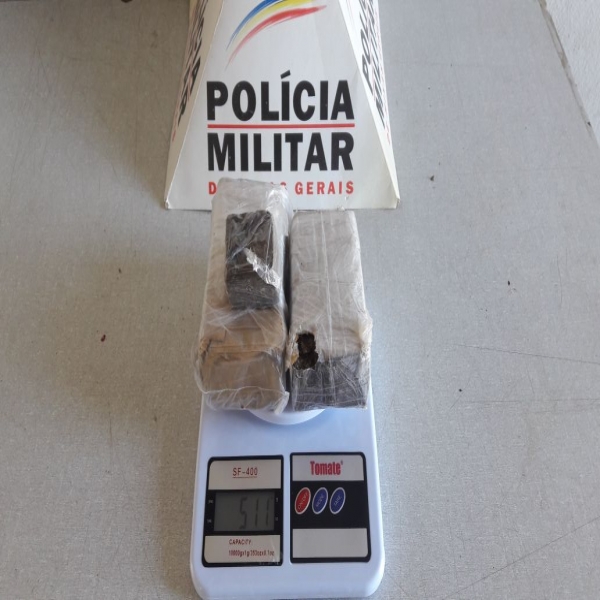 POLÍCIA
MILITAR
GERAIS
SF-400
Tomate
511
CAPACITY: